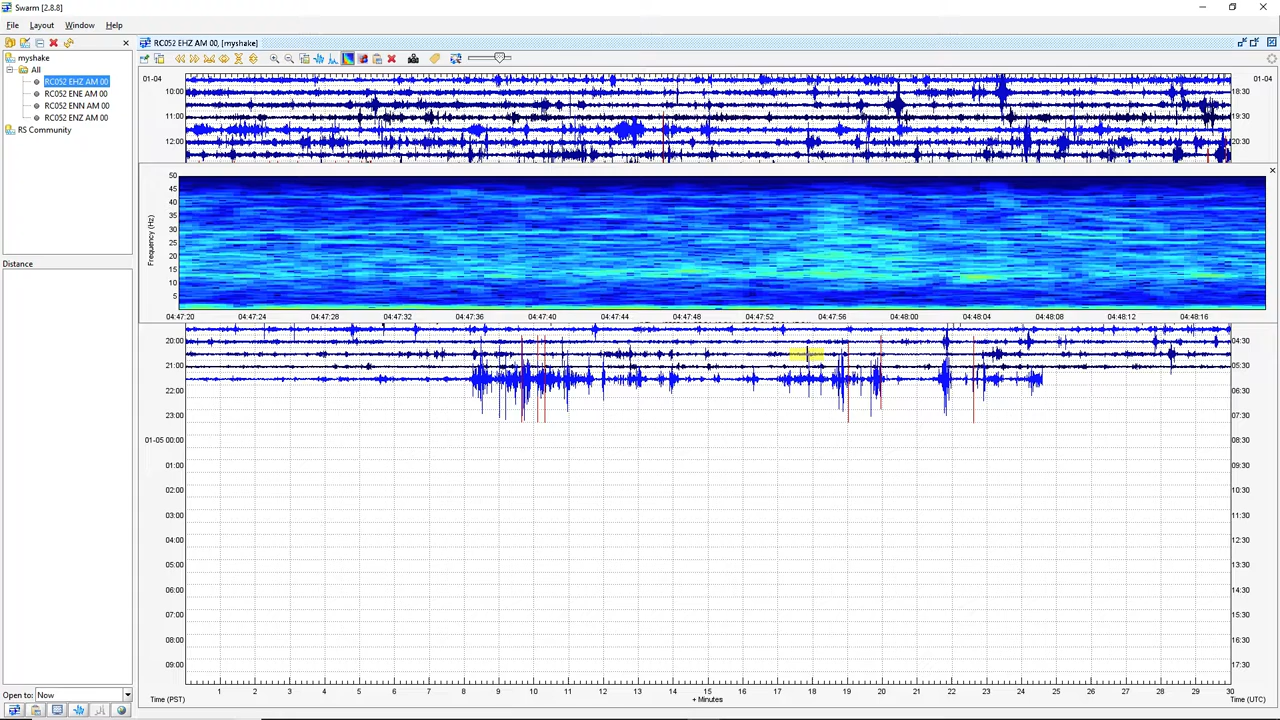 Swarm [2.8.8]
File Layout Window Help
myshake
All
RC052 EHZ AM 00
RC052 ENE AM 00
RC052 ENN AM 00
RC052 ENZ AM 00
RS Community
Distance
Open to: Now
RC052 EHZ AM 00, [myshake]
01-04 01-04
10:00 18:30
11:00 19:30
12:00 20:30
Frequency (Hz)
50
45
40
35
30
25
20
15
10
5
04:47:20 04:47:24 04:47:28 04:47:32 04:47:36 04:47:40 04:47:44 04:47:48 04:47:52 04:47:56 04:48:00 04:48:04 04:48:08 04:48:12 04:48:16
20:00
21:00 05:30
22:00 06:30
23:00 07:30
01-05 00:00 08:30
01:00 09:30
02:00 10:30
03:00 11:30
04:00 12:30
05:00 13:30
06:00 14:30
07:00 15:30
08:00 16:30
09:00 17:30
1 2 3 4 5 6 7 8 9 10 11 12 13 14 15 16 17 18 19 20 21 22 23 24 25 26 27 28 29 30
Time (PST) + Minutes Time (UTC)